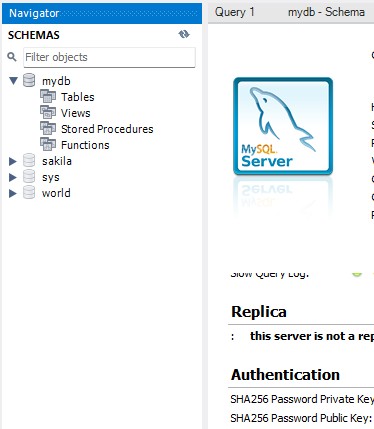 Navigator
SCHEMAS
Filter objects
mydb
Tables
Views
Stored Procedures
Functions
sakila
sys
world
Query 1
mydb - Schema
MySQL
Server
Slow Query Log:
Replica
: this server is not a rep
Authentication
SHA256 Password Private Key
SHA256 Password Public Key: